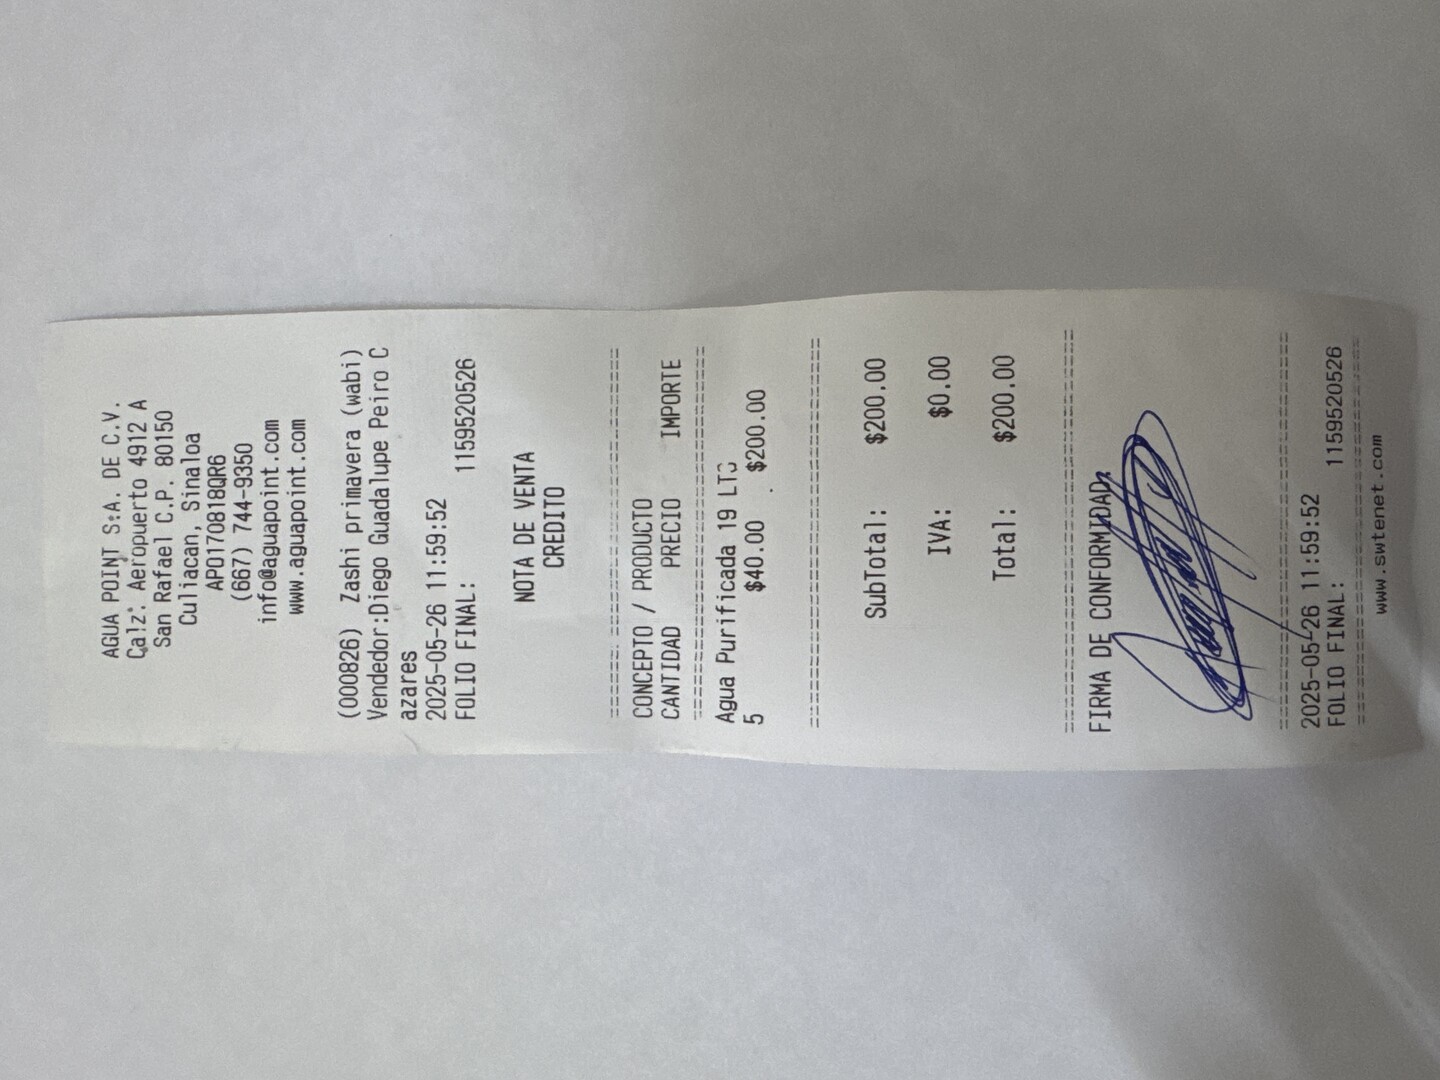 AGUA POINT S.A. DE C.V.
Calz. Aeropuerto 4912 A
San Rafael C.P. 80150
Culiacan, Sinaloa
APO170818QR6
(667) 744-9350
info@aguapoint.com
www.aguapoint.com
(000826) Zashi primavera (wabi)
Vendedor:Diego Guadalupe Peiro C
azares
2025-05-26 11:59:52
FOLIO FINAL: 1159520526
NOTA DE VENTA
CREDITO
CONCEPTO / PRODUCTO
CANTIDAD PRECIO IMPORTE
Agua Purificada 19 LTS
5 $40.00 $200.00
SubTotal: $200.00
IVA: $0.00
Total: $200.00
FIRMA DE CONFORMIDAD
2025-05-26 11:59:52
FOLIO FINAL: 1159520526
www.swtenet.com